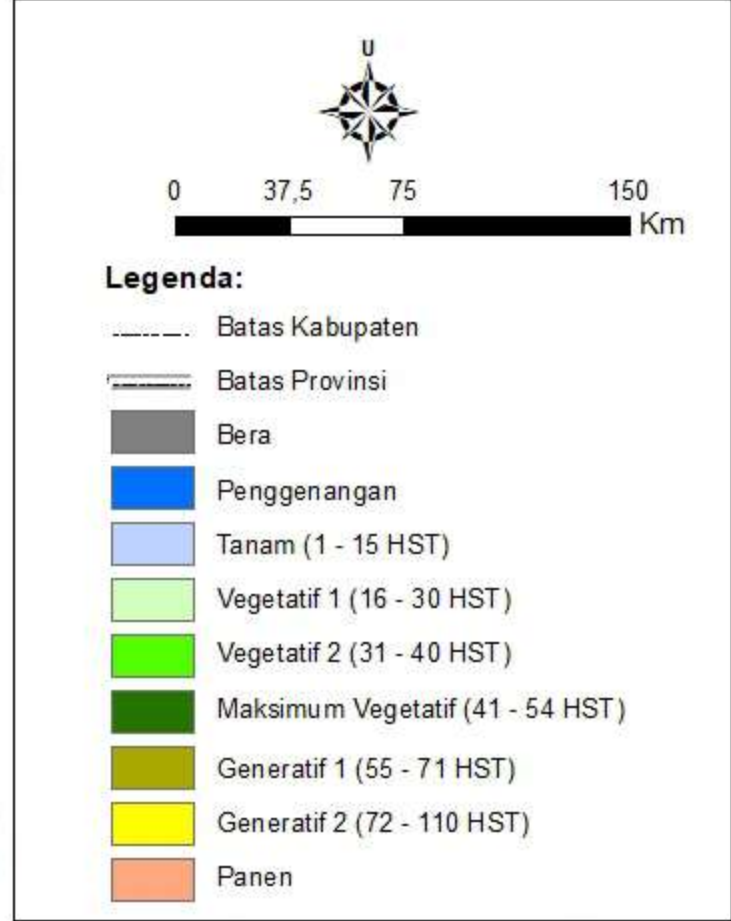 U
0 37,5 75 150
Km
Legenda:
Batas Kabupaten
Batas Provinsi
Bera
Penggenangan
Tanam (1 - 15 HST)
Vegetatif 1 (16 - 30 HST)
Vegetatif 2 (31 - 40 HST)
Maksimum Vegetatif (41 - 54 HST)
Generatif 1 (55 - 71 HST)
Generatif 2 (72 - 110 HST)
Panen